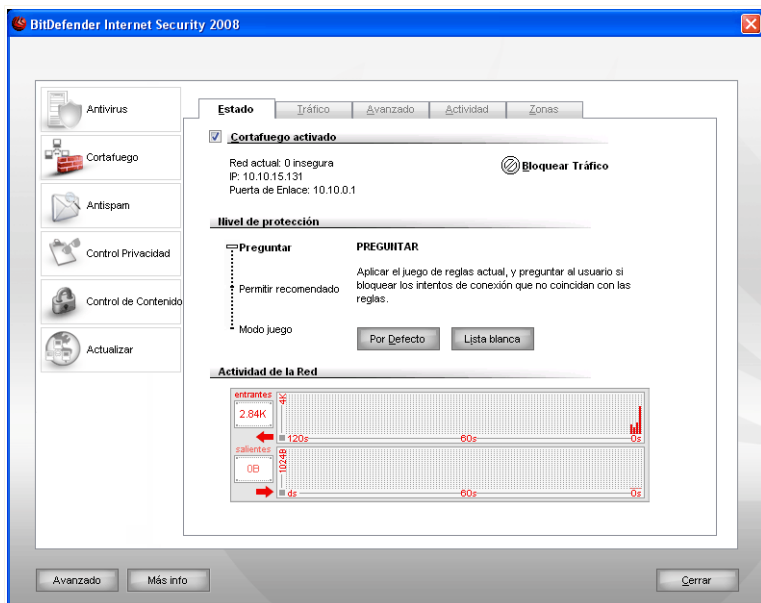 BitDefender Internet Security 2008
Antivirus
Cortafuego
Antispam
Control Privacidad
Control de Contenido
Actualizar
Estado
Tráfico
Avanzado
Actividad
Zonas
Cortafuego activado
Red actual: 0 insegura
IP: 10.10.15.131
Puerta de Enlace: 10.10.0.1
Bloquear Tráfico
Nivel de protección
Preguntar
Permitir recomendado
Modo juego
PREGUNTAR
Aplicar el juego de reglas actual, y preguntar al usuario si
bloquear los intentos de conexión que no coincidan con las
reglas.
Por Defecto
Lista blanca
Actividad de la Red
entrantes
2.84K
4K
120s
60s
0s
salientes
0B
1024B
ds
60s
0s
Avanzado
Más info
Cerrar